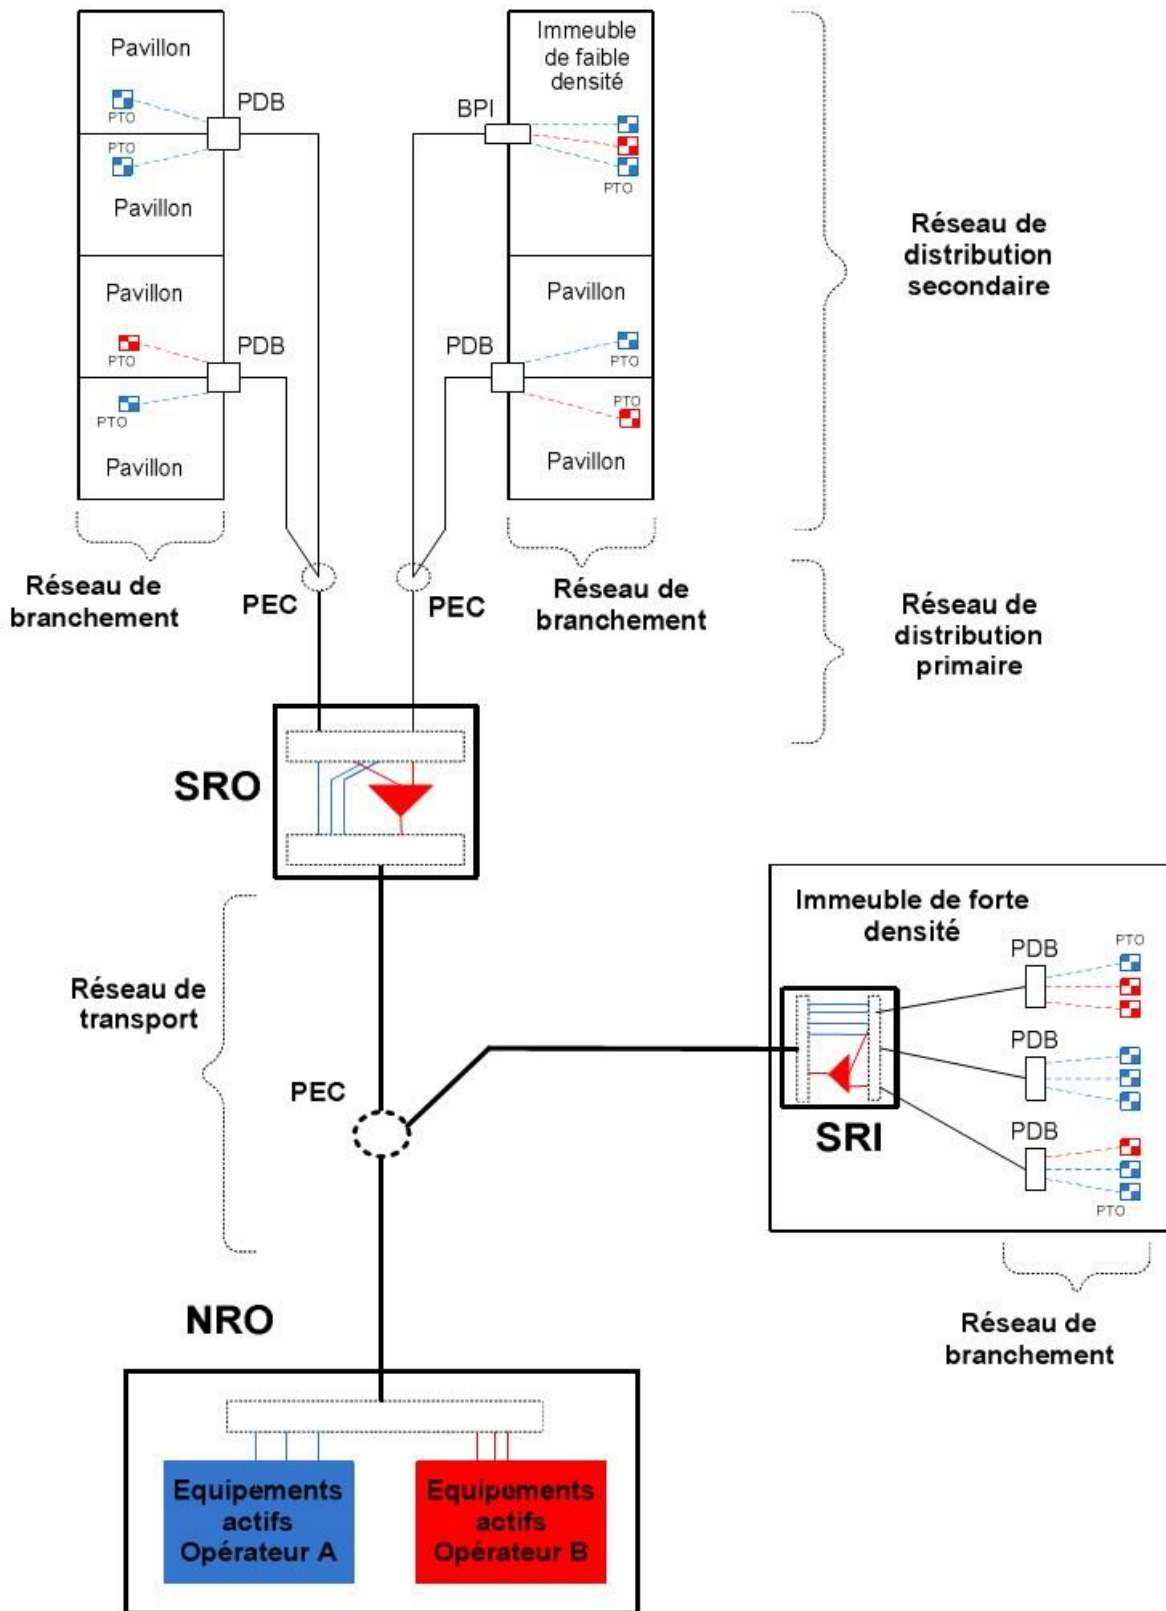 Pavillon
PTO
PDB
PTO
Pavillon
Pavillon
PTO
PDB
PTO
Pavillon
Réseau de
branchement
Immeuble
de faible
densité
BPI
PTO
Pavillon
PDB
PTO
PTO
Pavillon
Réseau de
branchement
Réseau de
distribution
secondaire
PEC
PEC
Réseau de
distribution
primaire
SRO
Réseau de
transport
PEC
Immeuble de forte
densité
PDB
PTO
PDB
PDB
PTO
SRI
Réseau de
branchement
NRO
Equipements
actifs
Opérateur A
Equipements
actifs
Opérateur B